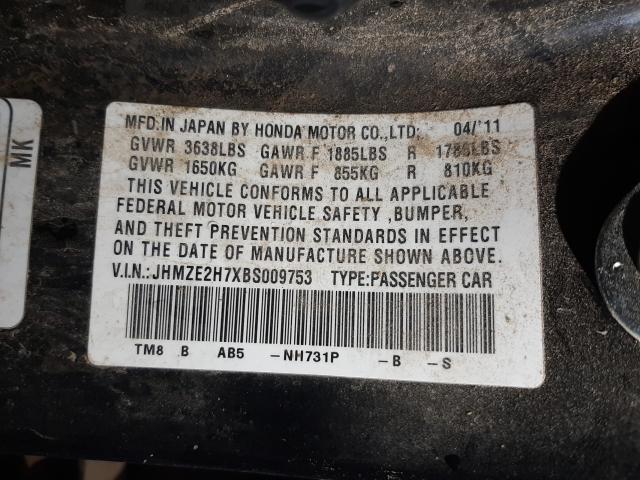 MFD.IN JAPAN BY HONDA MOTOR CO.,LTD: 04/'11
GVWR 3638LBS GAWR F 1885LBS R 1786LBS
GVWR 1650KG GAWR F 855KG R 810KG
THIS VEHICLE CONFORMS TO ALL APPLICABLE
FEDERAL MOTOR VEHICLE SAFETY ,BUMPER,
AND THEFT PREVENTION STANDARDS IN EFFECT
ON THE DATE OF MANUFACTURE SHOWN ABOVE.
V.I.N.:JHMZE2H7XBS009753 TYPE:PASSENGER CAR
TM8 B AB5 -NH731P -B -S
MK